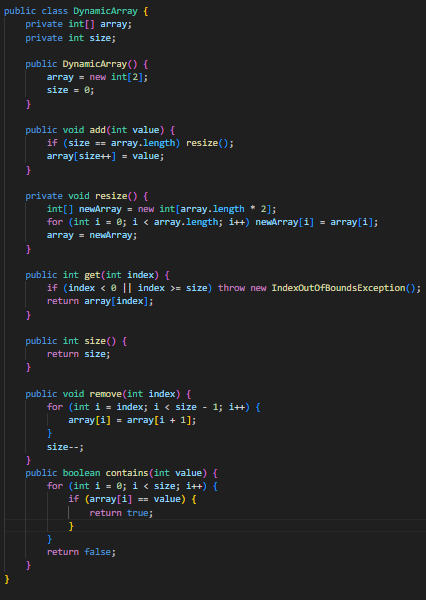 public class DynamicArray {
    private int[] array;
    private int size;

    public DynamicArray() {
        array = new int[2];
        size = 0;
    }

    public void add(int value) {
        if (size == array.length) resize();
        array[size++] = value;
    }

    private void resize() {
        int[] newArray = new int[array.length * 2];
        for (int i = 0; i < array.length; i++) newArray[i] = array[i];
        array = newArray;
    }

    public int get(int index) {
        if (index < 0 || index >= size) throw new IndexOutOfBoundsException();
        return array[index];
    }

    public int size() {
        return size;
    }

    public void remove(int index) {
        for (int i = index; i < size - 1; i++) {
            array[i] = array[i + 1];
        }
        size--;
    }
    public boolean contains(int value) {
        for (int i = 0; i < size; i++) {
            if (array[i] == value) {
                return true;
            }
        }
        return false;
    }
}